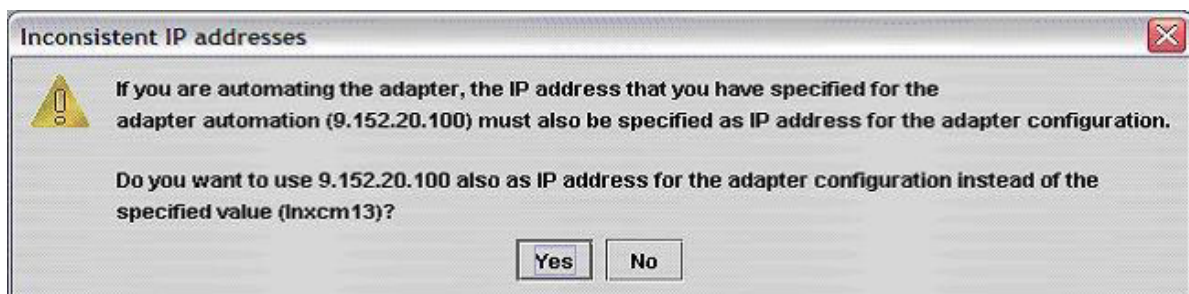 Inconsistent IP addresses
If you are automating the adapter, the IP address that you have specified for the
adapter automation (9.152.20.100) must also be specified as IP address for the adapter configuration.
Do you want to use 9.152.20.100 also as IP address for the adapter configuration instead of the
specified value (lnxcm13)?
Yes No